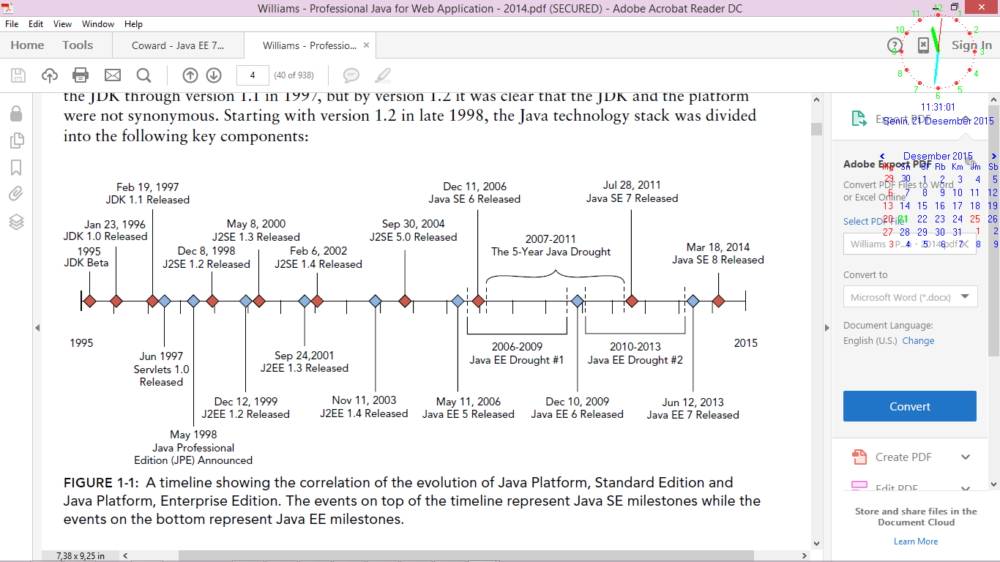 Williams - Professional Java for Web Application - 2014.pdf (SECURED) - Adobe Acrobat Reader DC
File Edit View Window Help
Home Tools Coward - Java EE 7... Williams - Professio... × Sign In
4 (40 of 938)
11:31:01
Senin, 21 Desember 2015
the JDK through version 1.1 in 1997, but by version 1.2 it was clear that the JDK and the platform
were not synonymous. Starting with version 1.2 in late 1998, the Java technology stack was divided
into the following key components:
Feb 19, 1997
JDK 1.1 Released
Dec 11, 2006
Java SE 6 Released
Jul 28, 2011
Java SE 7 Released
Jan 23, 1996
JDK 1.0 Released
May 8, 2000
J2SE 1.3 Released
Sep 30, 2004
J2SE 5.0 Released
2007-2011
The 5-Year Java Drought
1995
JDK Beta
Dec 8, 1998
J2SE 1.2 Released
Feb 6, 2002
J2SE 1.4 Released
Mar 18, 2014
Java SE 8 Released
1995
2015
Jun 1997
Servlets 1.0
Released
Sep 24,2001
J2EE 1.3 Released
2006-2009
Java EE Drought #1
2010-2013
Java EE Drought #2
Dec 12, 1999
J2EE 1.2 Released
Nov 11, 2003
J2EE 1.4 Released
May 11, 2006
Java EE 5 Released
Dec 10, 2009
Java EE 6 Released
Jun 12, 2013
Java EE 7 Released
May 1998
Java Professional
Edition (JPE) Announced
FIGURE 1-1: A timeline showing the correlation of the evolution of Java Platform, Standard Edition and
Java Platform, Enterprise Edition. The events on top of the timeline represent Java SE milestones while the
events on the bottom represent Java EE milestones.
7,38 x 9,25 in
12 1 2 3 4 5 6 7 8 9 10 11
Export PDF
Desember 2015
Mg Sn Sl Rb Km Jm Sb
29 30 1 2 3 4 5
6 7 8 9 10 11 12
13 14 15 16 17 18 19
20 21 22 23 24 25 26
27 28 29 30 31 1 2
3 4 5 6 7 8 9
Adobe Export PDF
Convert PDF Files to Word
or Excel Online
Select PDF File
Williams - P... - 2014.pdf ×
Convert to
Microsoft Word (*.docx)
Document Language:
English (U.S.) Change
Convert
Create PDF
Edit PDF
Store and share files in the
Document Cloud
Learn More